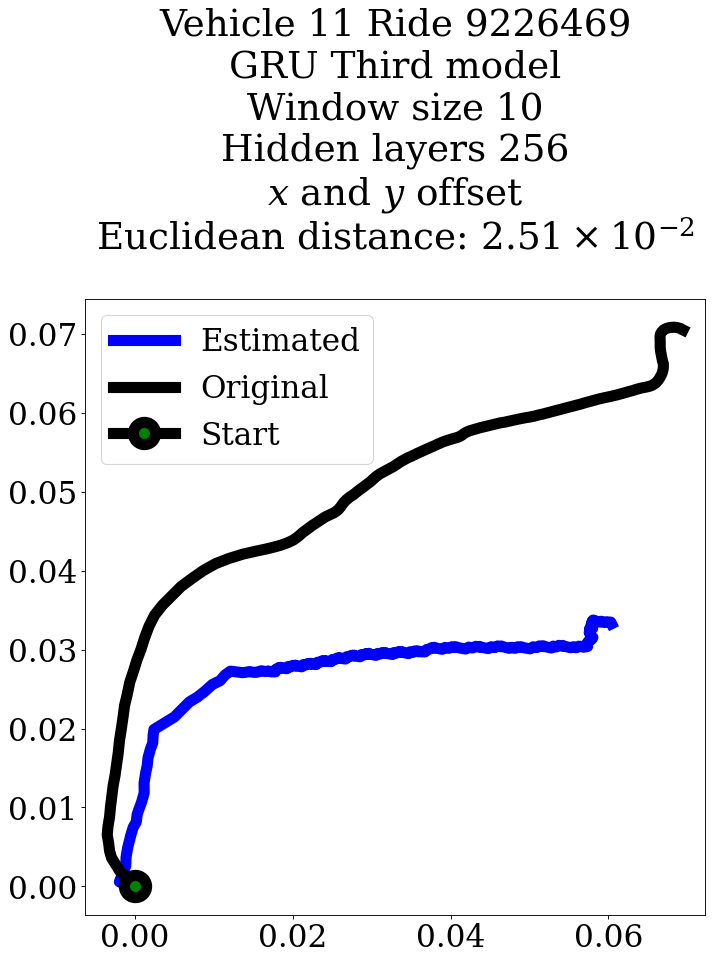 Vehicle 11 Ride 9226469
GRU Third model
Window size 10
Hidden layers 256
x and y offset
Euclidean distance: 2.51 × 10⁻²
Estimated
Original
Start
0.07
0.06
0.05
0.04
0.03
0.02
0.01
0.00
0.00 0.02 0.04 0.06